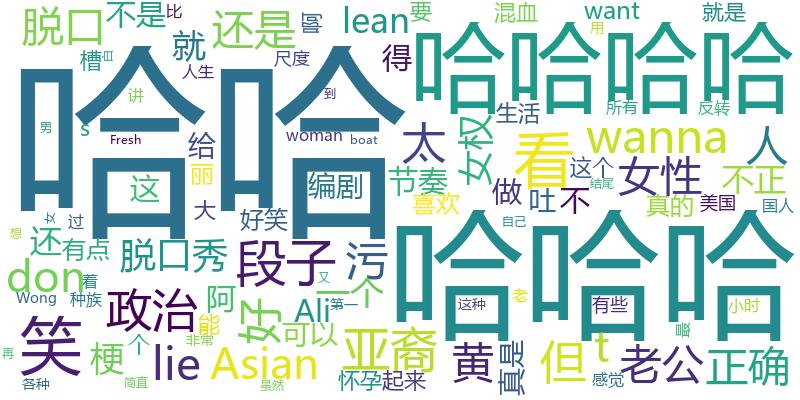 脱口
不是
比
还是
啊
lean
要
混血
want
就是
槽
就
尺度
得
用
哈哈哈哈
人生
讲
哈哈
到
所有
反转
男
s
Fresh
给
woman
boat
太
生活
女权
看
wanna
人
这
丽
编剧
节奏
这个
女性
不正
结尾
大
好笑
喜欢
做
吐
不
真的
美国
国人
女
过
自己
想
还
有点
脱口秀
段子
污
哈哈哈
don
着
Wong
种族
政治
阿
好
一个
又
Ali
第一
这种
老
有些
小时
能
可以
亚裔
最
笑
梗
个
非常
lie
Asian
黄
真是
但
t
老公
正确
再
各种
简直
虽然
怀孕
起来
感觉